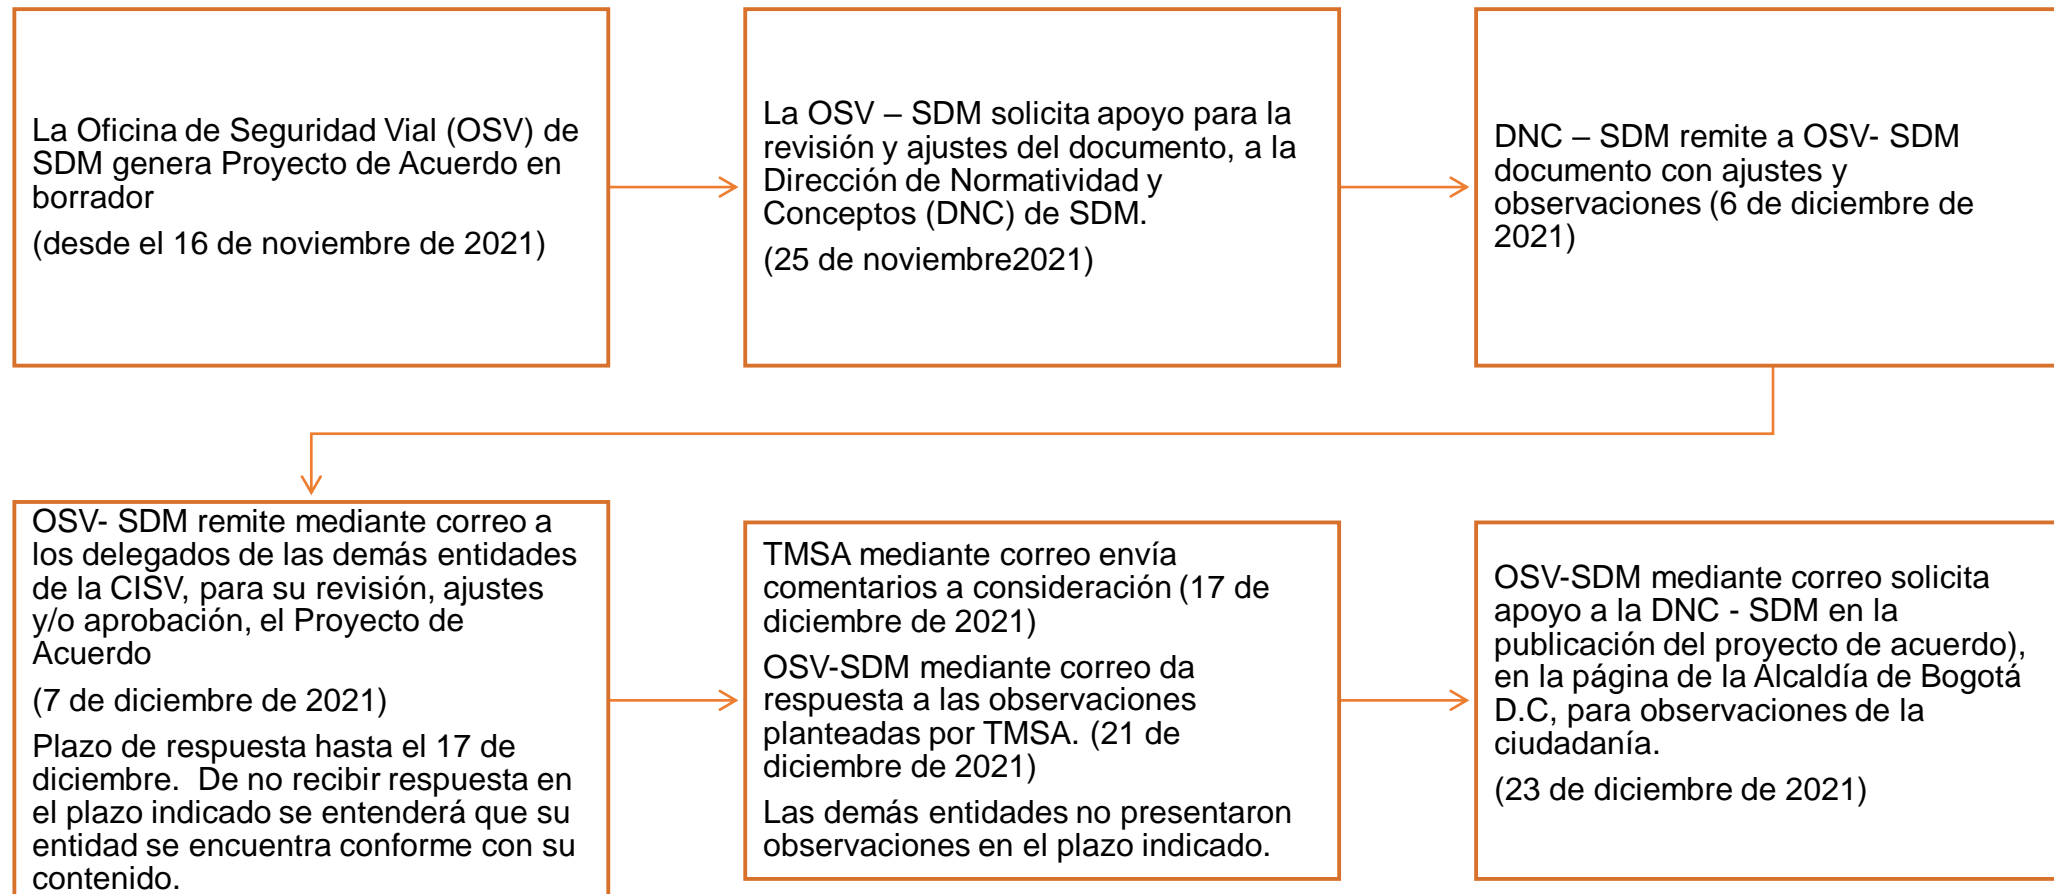 La Oficina de Seguridad Vial (OSV) de
SDM genera Proyecto de Acuerdo en
borrador
(desde el 16 de noviembre de 2021)
La OSV – SDM solicita apoyo para la
revisión y ajustes del documento, a la
Dirección de Normatividad y
Conceptos (DNC) de SDM.
(25 de noviembre2021)
DNC – SDM remite a OSV- SDM
documento con ajustes y
observaciones (6 de diciembre de
2021)
OSV- SDM remite mediante correo a
los delegados de las demás entidades
de la CISV, para su revisión, ajustes
y/o aprobación, el Proyecto de
Acuerdo
(7 de diciembre de 2021)
Plazo de respuesta hasta el 17 de
diciembre.  De no recibir respuesta en
el plazo indicado se entenderá que su
entidad se encuentra conforme con su
contenido.
TMSA mediante correo envía
comentarios a consideración (17 de
diciembre de 2021)
OSV-SDM mediante correo da
respuesta a las observaciones
planteadas por TMSA. (21 de
diciembre de 2021)
Las demás entidades no presentaron
observaciones en el plazo indicado.
OSV-SDM mediante correo solicita
apoyo a la DNC - SDM en la
publicación del proyecto de acuerdo),
en la página de la Alcaldía de Bogotá
D.C, para observaciones de la
ciudadanía.
(23 de diciembre de 2021)